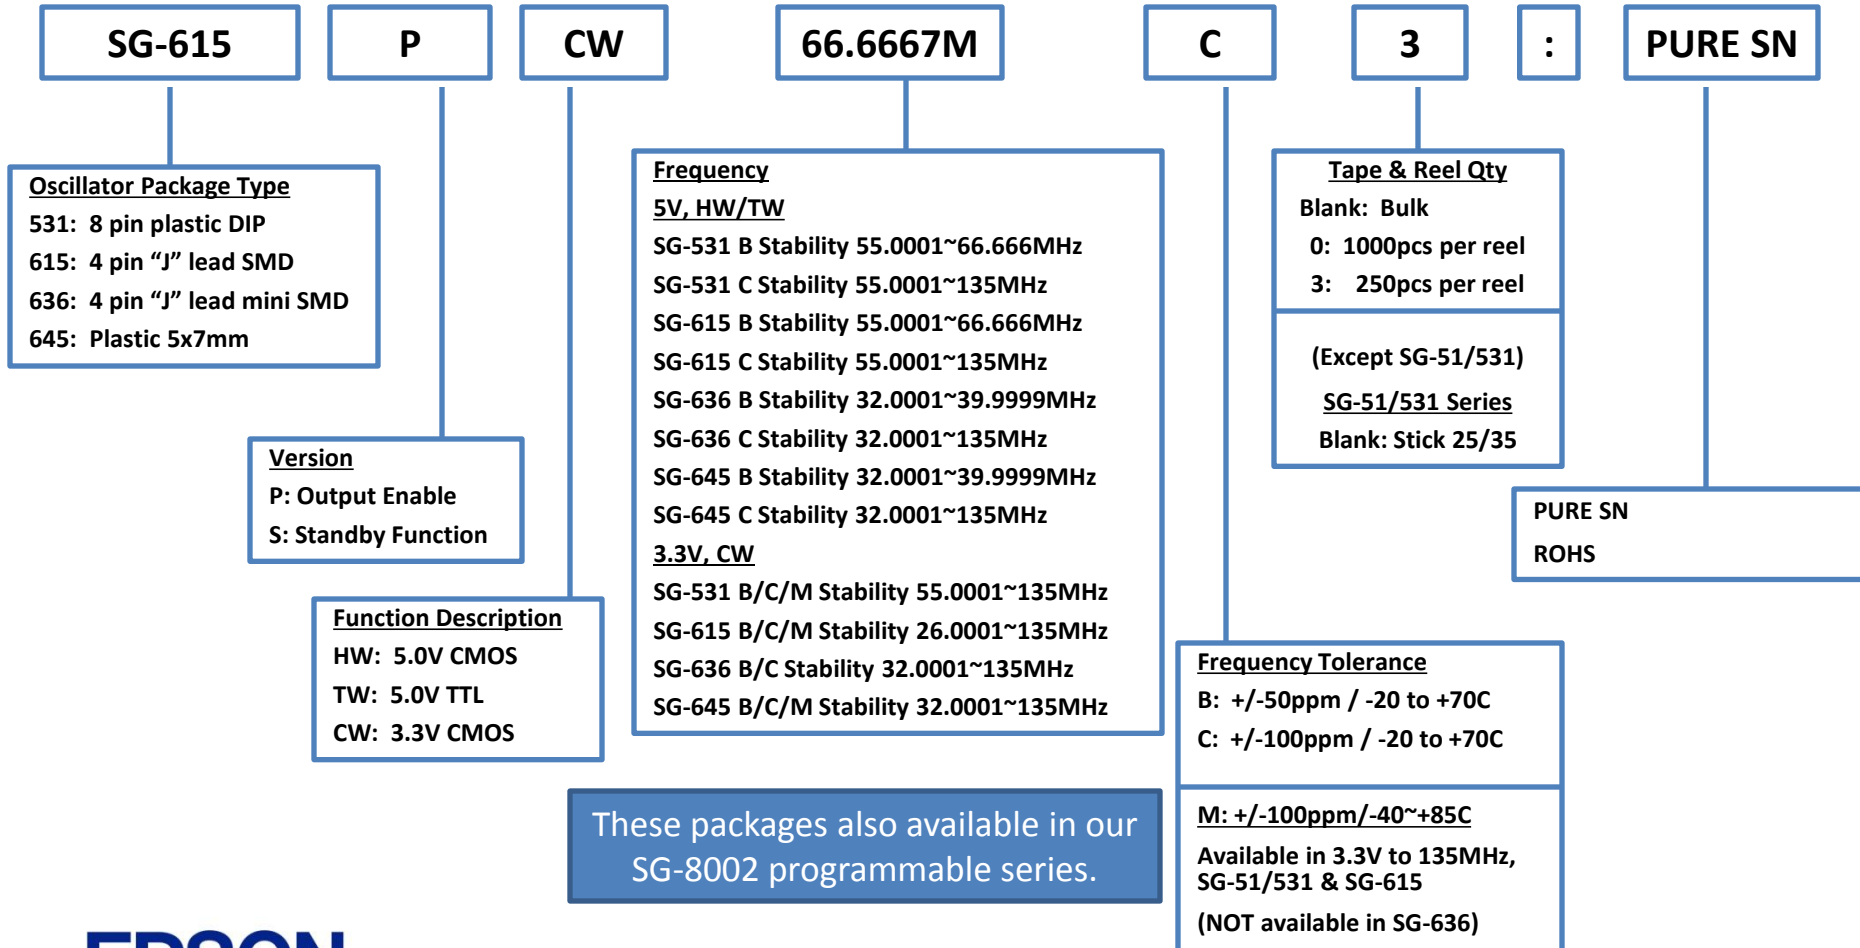 SG-615 P CW 66.6667M C 3 : PURE SN
Oscillator Package Type
531: 8 pin plastic DIP
615: 4 pin “J” lead SMD
636: 4 pin “J” lead mini SMD
645: Plastic 5x7mm
Version
P: Output Enable
S: Standby Function
Function Description
HW: 5.0V CMOS
TW: 5.0V TTL
CW: 3.3V CMOS
Frequency
5V, HW/TW
SG-531 B Stability 55.0001~66.666MHz
SG-531 C Stability 55.0001~135MHz
SG-615 B Stability 55.0001~66.666MHz
SG-615 C Stability 55.0001~135MHz
SG-636 B Stability 32.0001~39.9999MHz
SG-636 C Stability 32.0001~135MHz
SG-645 B Stability 32.0001~39.9999MHz
SG-645 C Stability 32.0001~135MHz
3.3V, CW
SG-531 B/C/M Stability 55.0001~135MHz
SG-615 B/C/M Stability 26.0001~135MHz
SG-636 B/C Stability 32.0001~135MHz
SG-645 B/C/M Stability 32.0001~135MHz
Frequency Tolerance
B: +/-50ppm / -20 to +70C
C: +/-100ppm / -20 to +70C
M: +/-100ppm/-40~+85C
Available in 3.3V to 135MHz,
SG-51/531 & SG-615
(NOT available in SG-636)
Tape & Reel Qty
Blank: Bulk
0: 1000pcs per reel
3: 250pcs per reel
(Except SG-51/531)
SG-51/531 Series
Blank: Stick 25/35
PURE SN
ROHS
These packages also available in our
SG-8002 programmable series.
EPSON